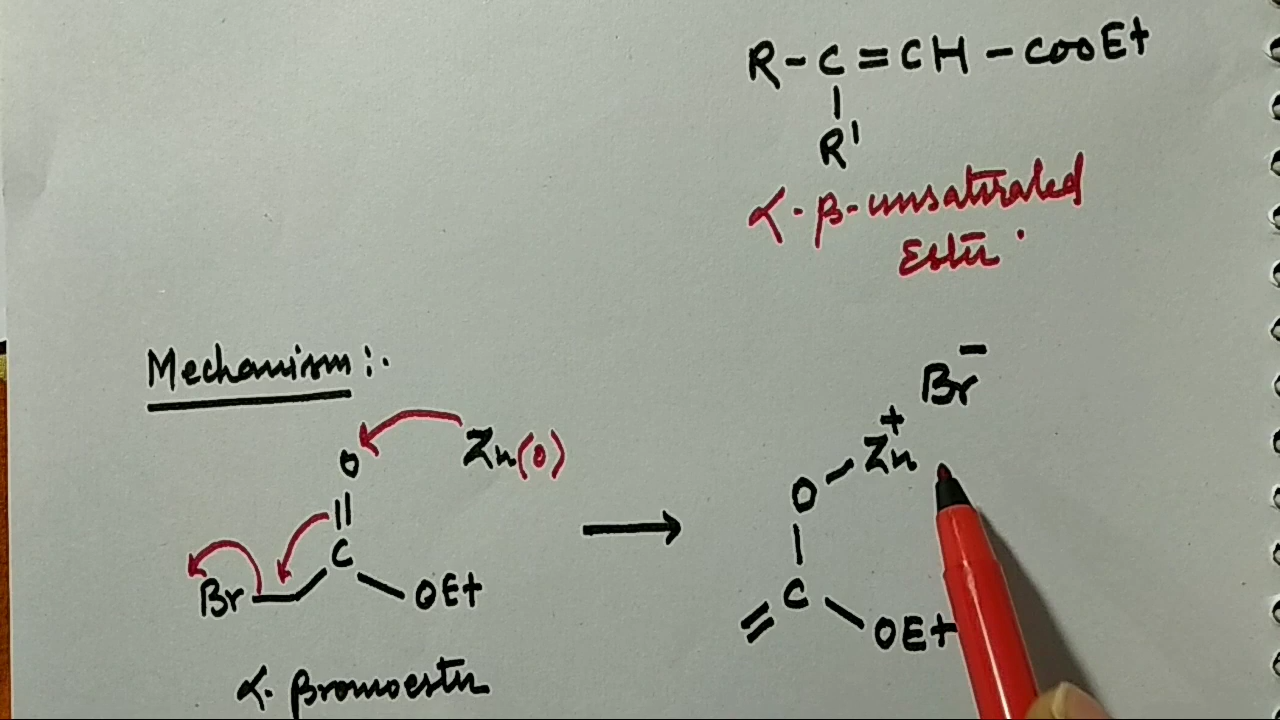 R-C=CH-COOEt
|
R'
α-β-unsaturated
Ester.
Mechanism:-
Br⁻
Zn⁺
Zn(0)
O
O
||
C
C
Br
OEt
=
OEt
α-Bromoester